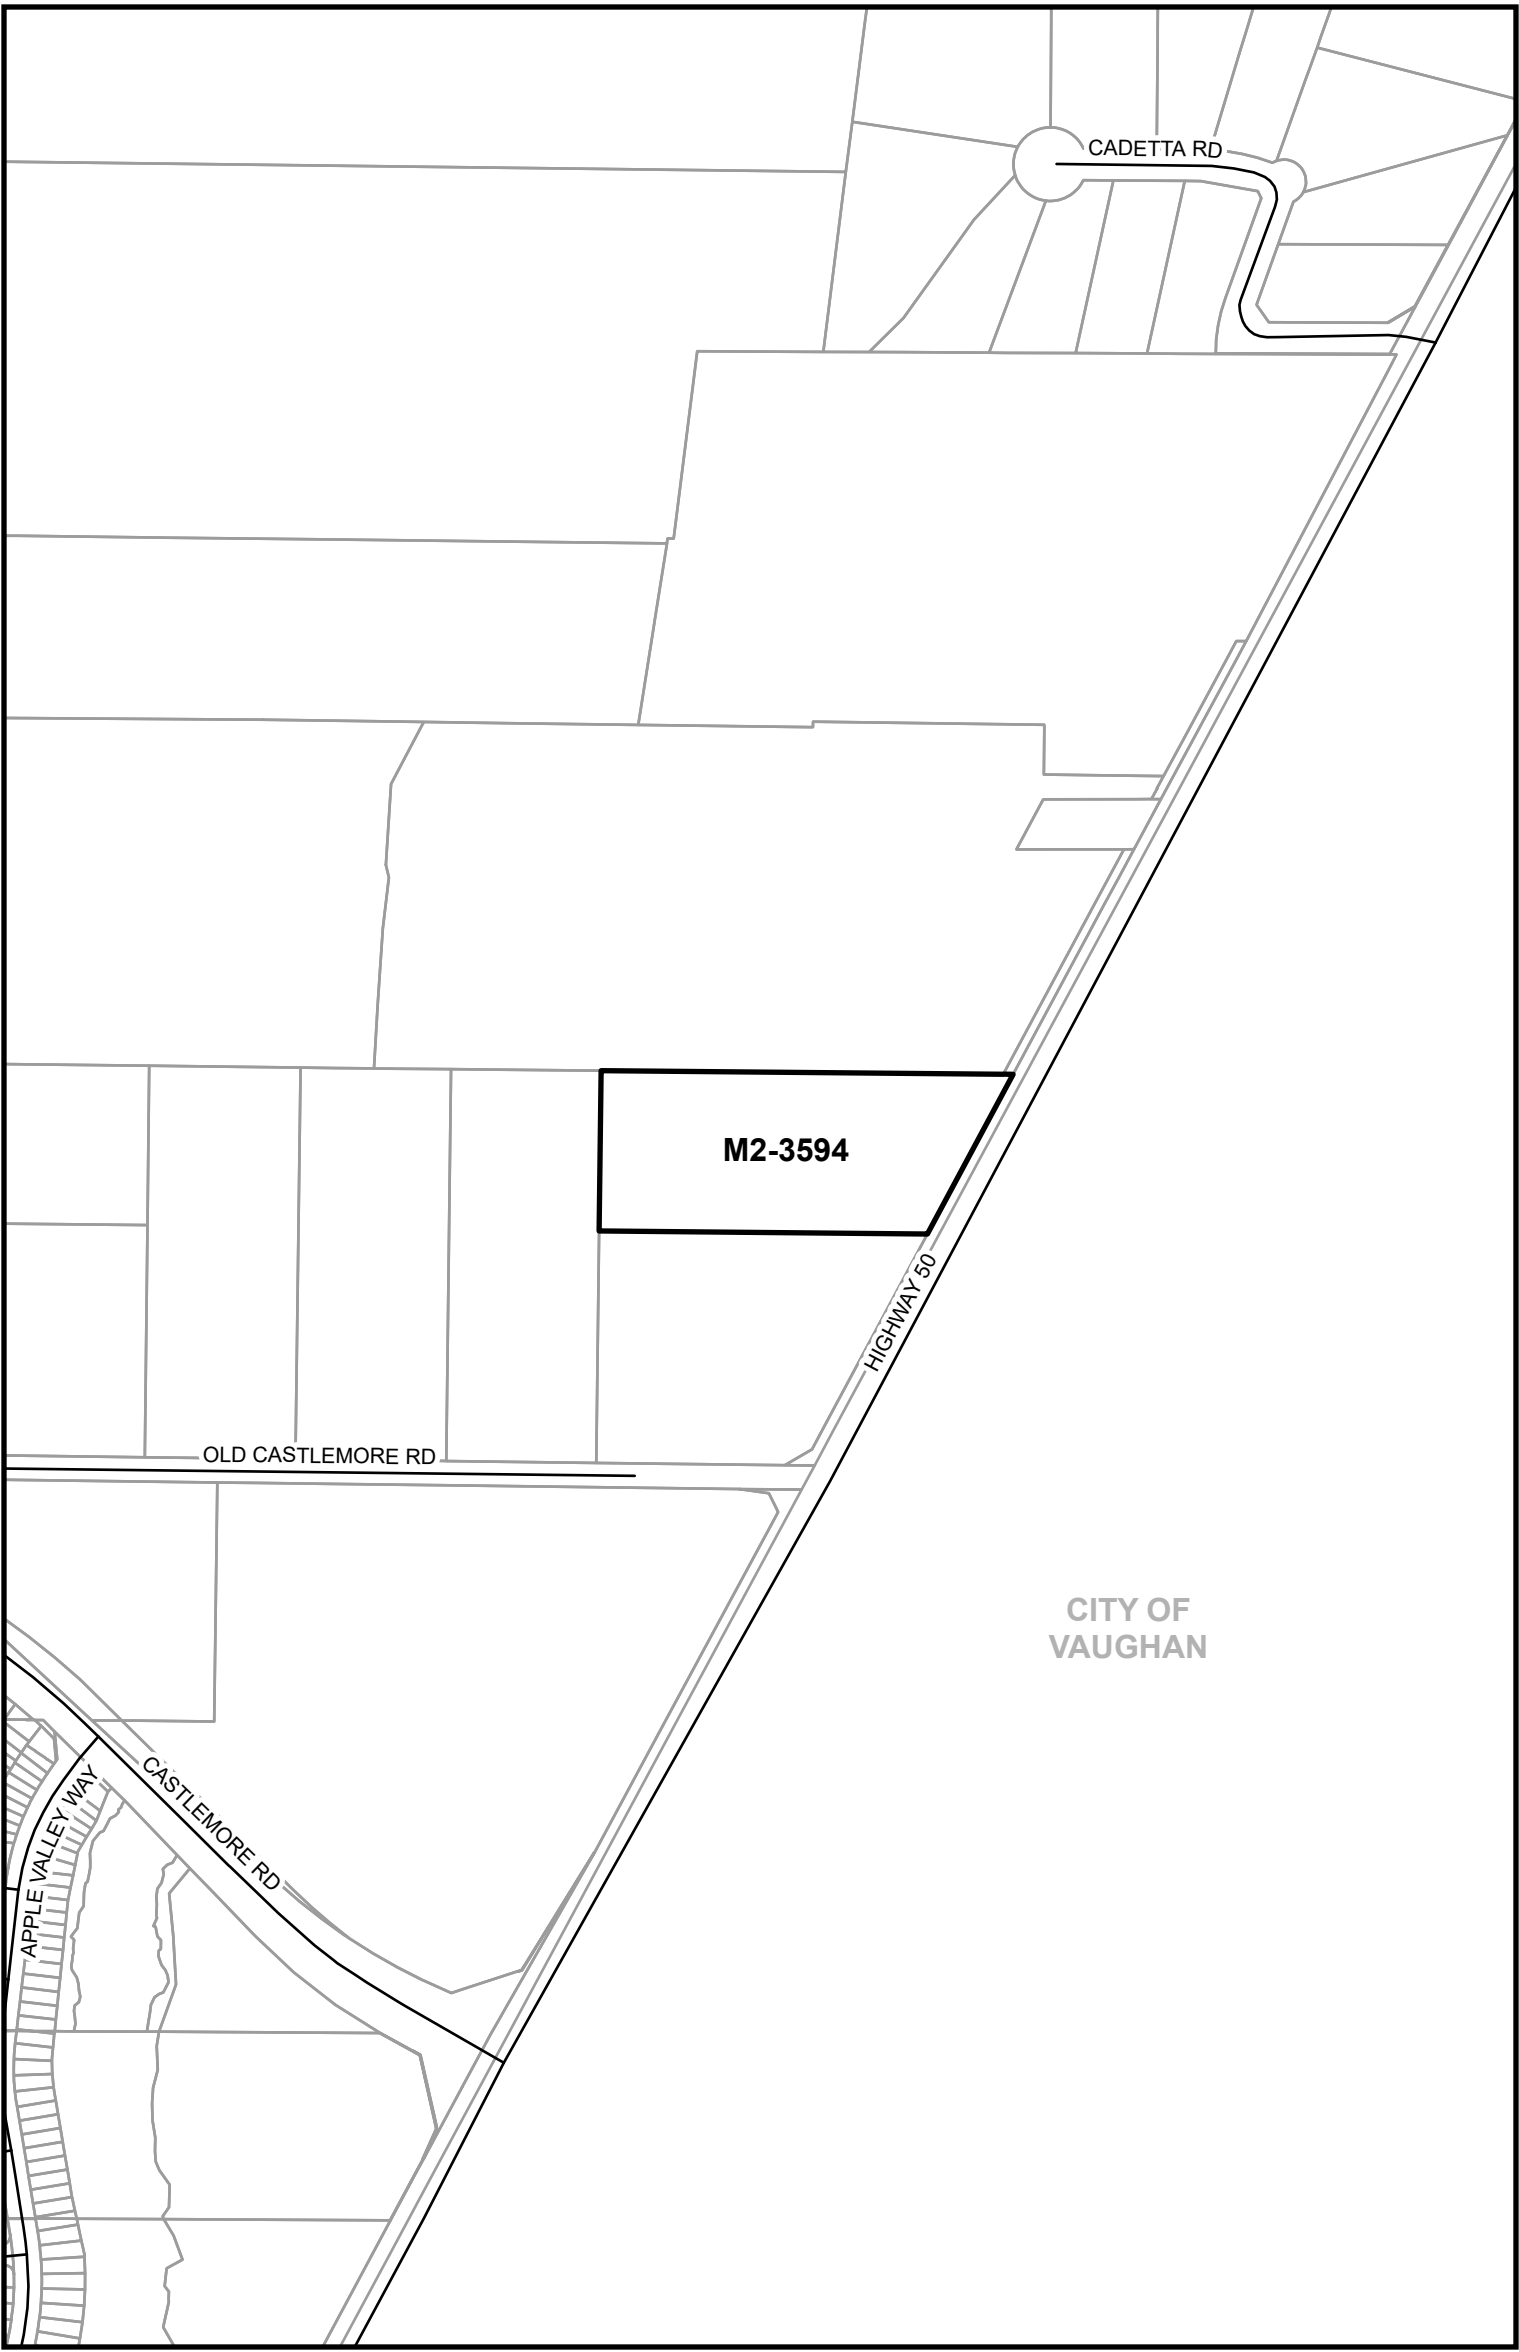 CADETTA RD
M2-3594
HIGHWAY 50
OLD CASTLEMORE RD
CITY OF
VAUGHAN
CASTLEMORE RD
APPLE VALLEY WAY